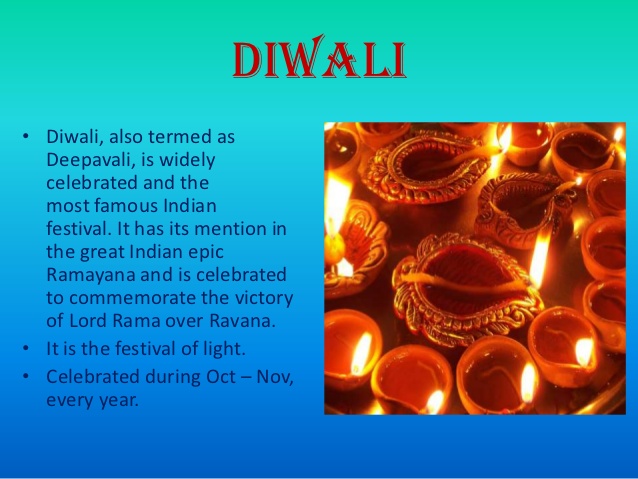 DIWALI
• Diwali, also termed as
Deepavali, is widely
celebrated and the
most famous Indian
festival. It has its mention in
the great Indian epic
Ramayana and is celebrated
to commemorate the victory
of Lord Rama over Ravana.
• It is the festival of light.
• Celebrated during Oct – Nov,
every year.